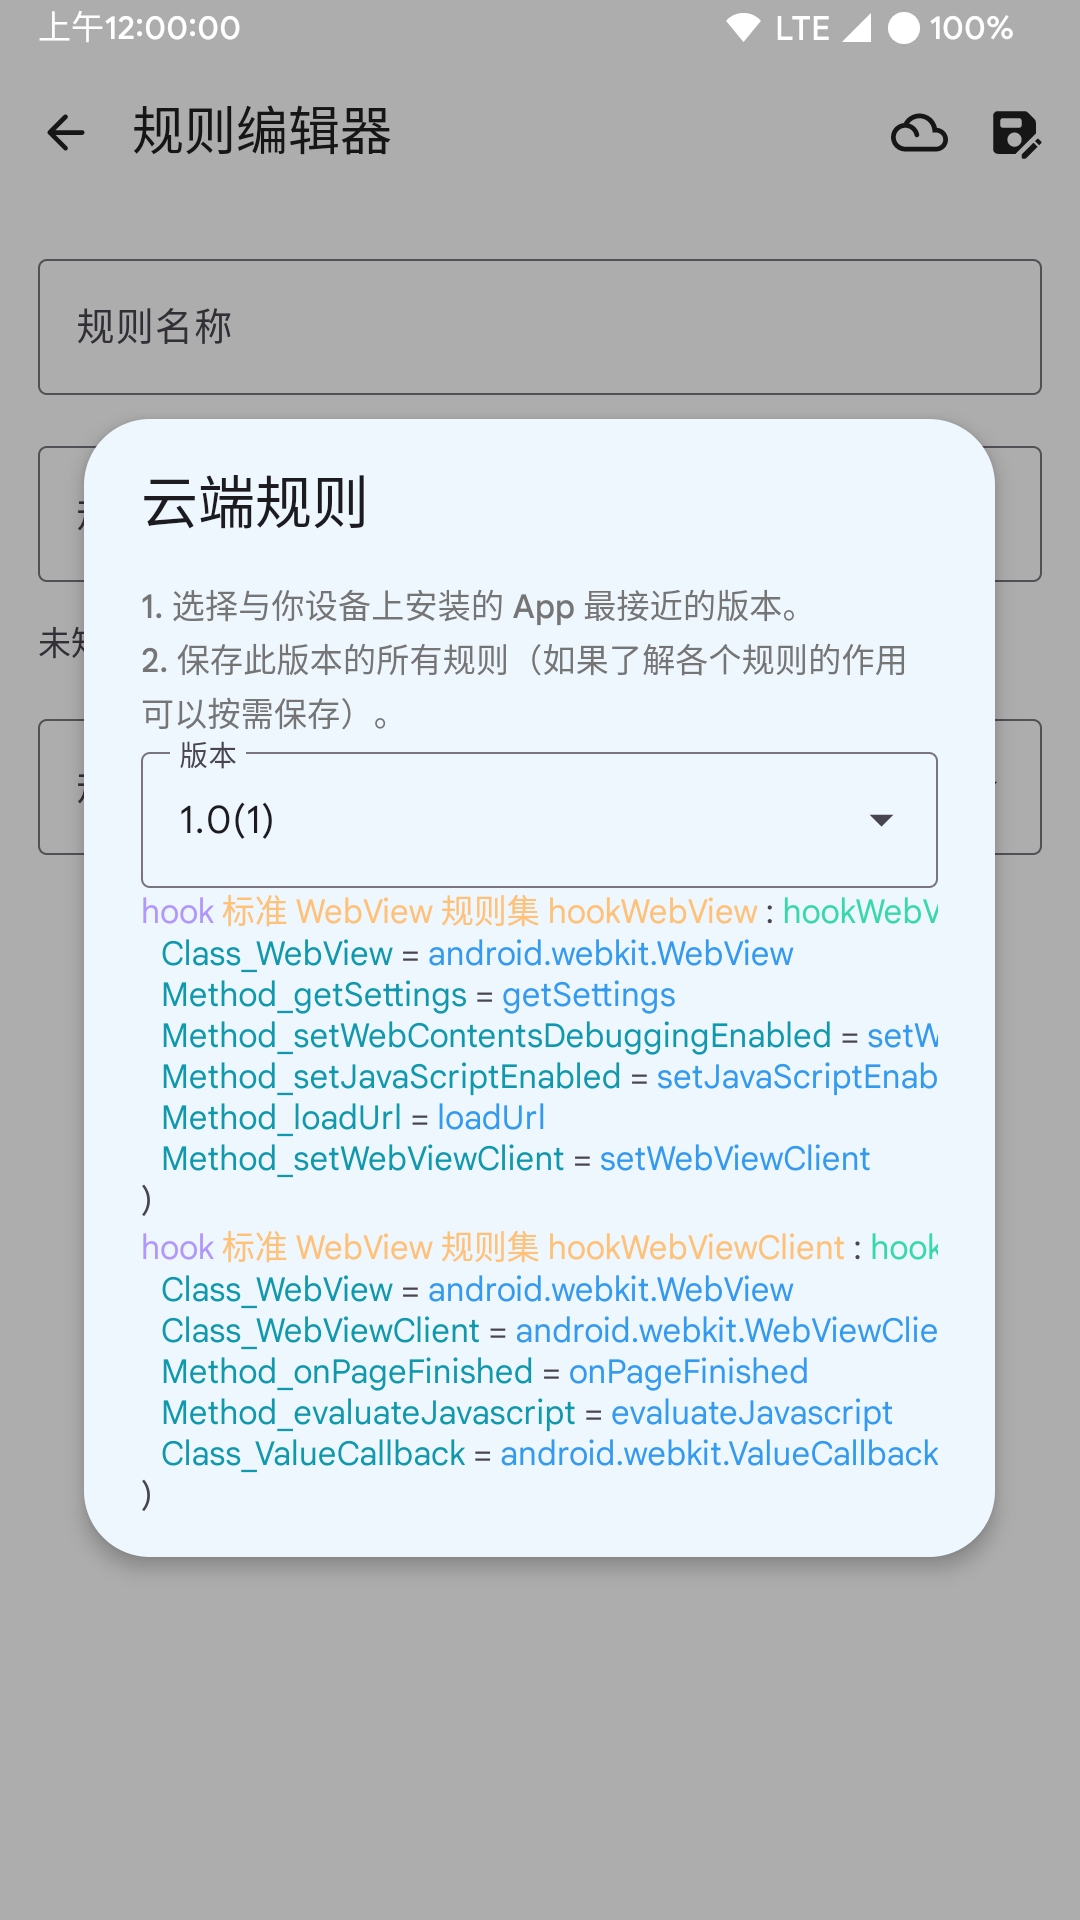 上午12:00:00 LTE 100%
规则编辑器
规则名称
云端规则
1. 选择与你设备上安装的 App 最接近的版本。
2. 保存此版本的所有规则（如果了解各个规则的作用
可以按需保存）。
未
版本
1.0(1)
hook 标准 WebView 规则集 hookWebView : hookWebV
Class_WebView = android.webkit.WebView
Method_getSettings = getSettings
Method_setWebContentsDebuggingEnabled = setW
Method_setJavaScriptEnabled = setJavaScriptEnab
Method_loadUrl = loadUrl
Method_setWebViewClient = setWebViewClient
)
hook 标准 WebView 规则集 hookWebViewClient : hook
Class_WebView = android.webkit.WebView
Class_WebViewClient = android.webkit.WebViewClie
Method_onPageFinished = onPageFinished
Method_evaluateJavascript = evaluateJavascript
Class_ValueCallback = android.webkit.ValueCallback
)